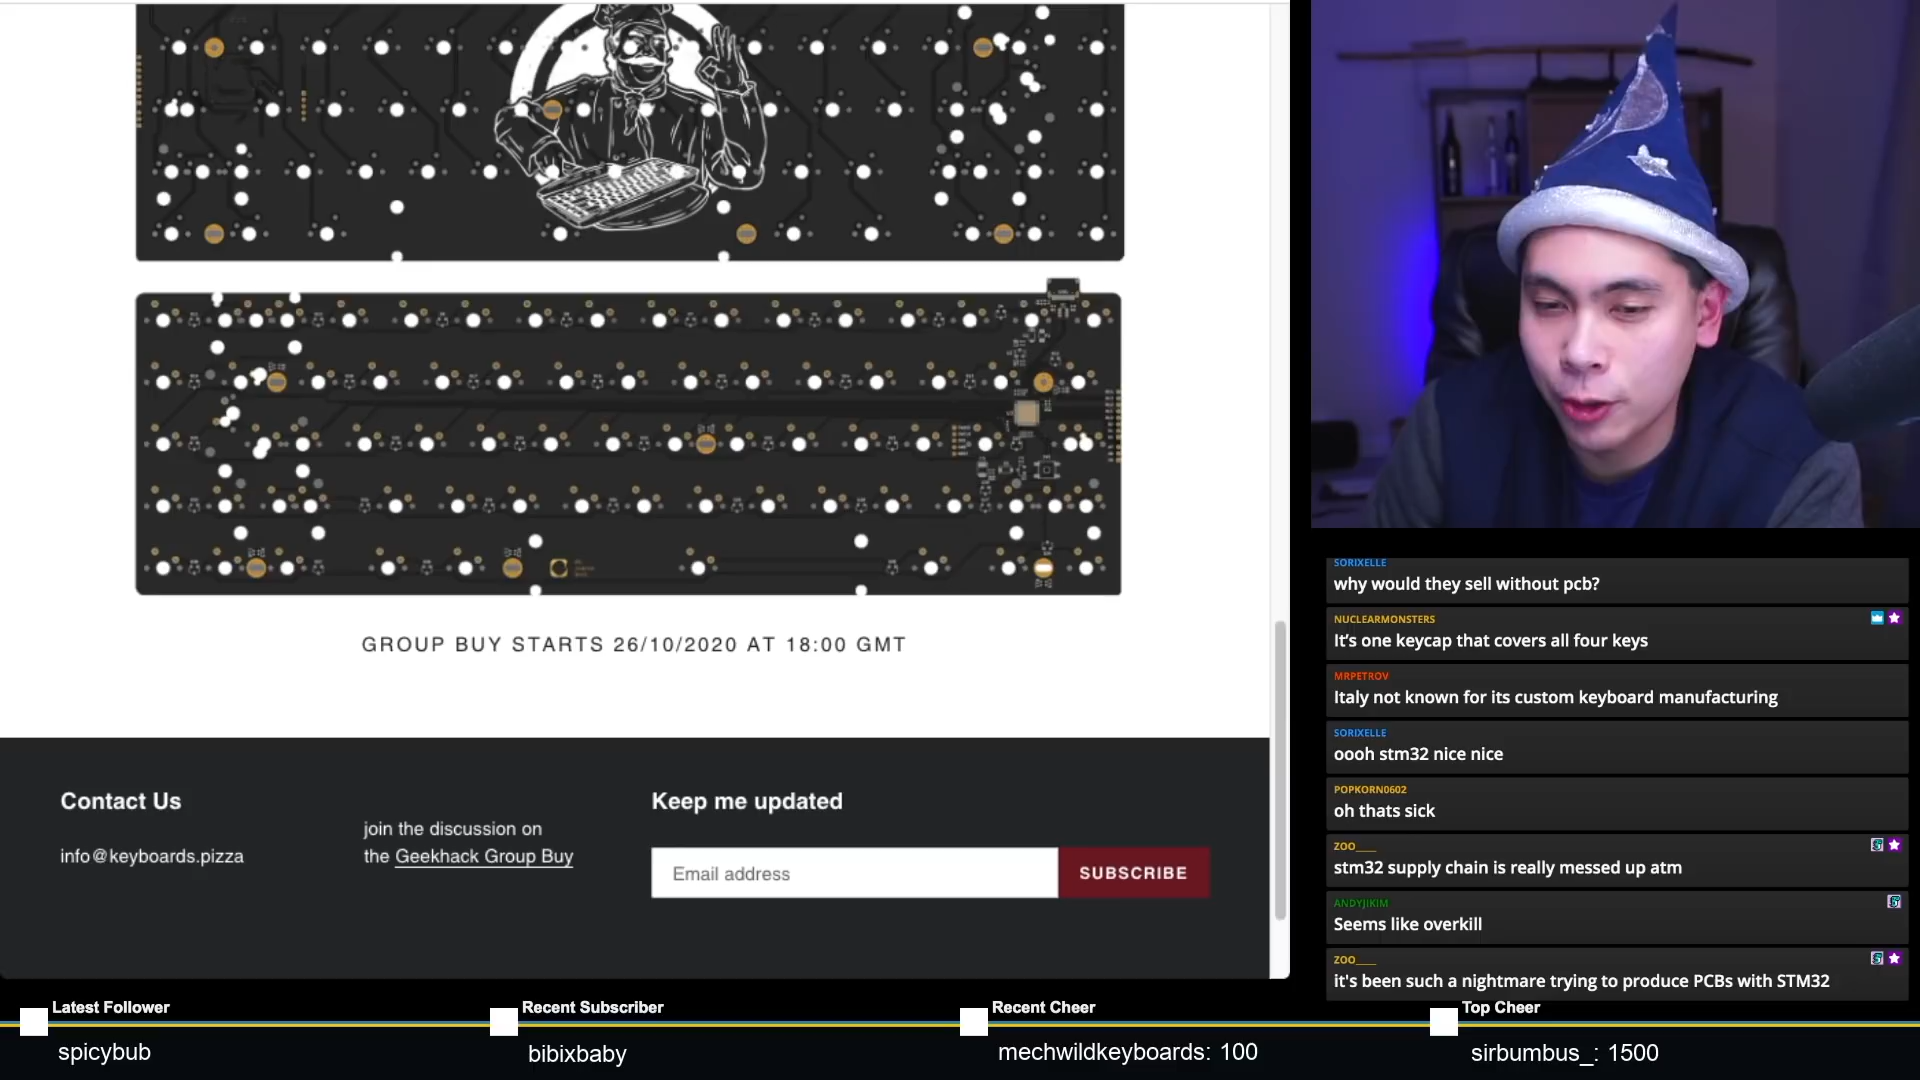 GROUP BUY STARTS 26/10/2020 AT 18:00 GMT
Contact Us
info@keyboards.pizza
join the discussion on
the Geekhack Group Buy
Keep me updated
Email address
SUBSCRIBE
SORIXELLE
why would they sell without pcb?
NUCLEARMONSTERS
It’s one keycap that covers all four keys
MRPETROV
Italy not known for its custom keyboard manufacturing
SORIXELLE
oooh stm32 nice nice
POPKORN0602
oh thats sick
ZOO____
stm32 supply chain is really messed up atm
ANDYJIKIM
Seems like overkill
ZOO____
it's been such a nightmare trying to produce PCBs with STM32
Latest Follower
spicybub
Recent Subscriber
bibixbaby
Recent Cheer
mechwildkeyboards: 100
Top Cheer
sirbumbus_: 1500